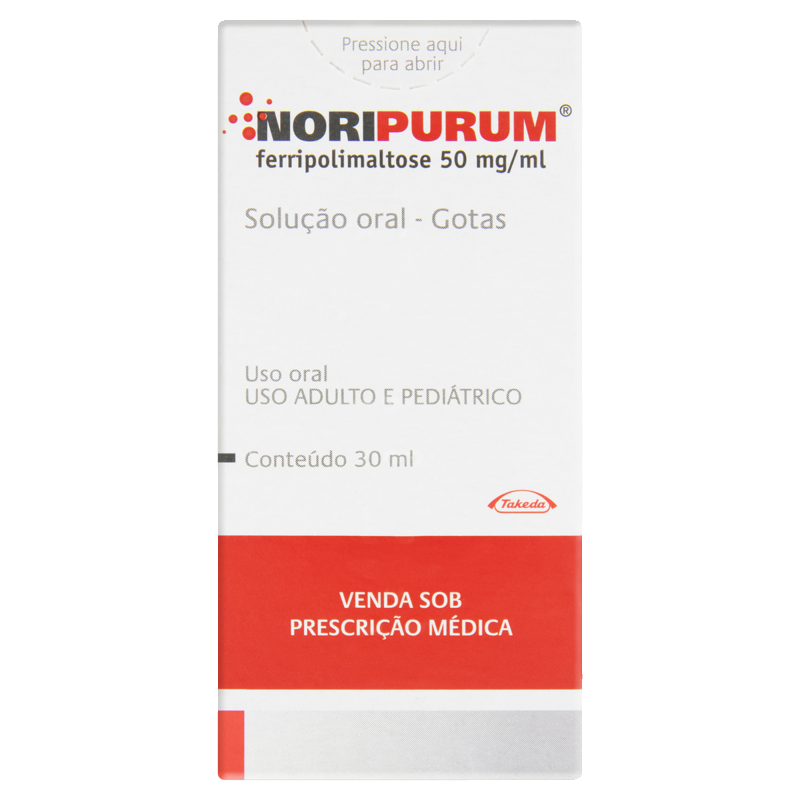 Pressione aqui
para abrir
NORIPURUM®
ferripolimaltose 50 mg/ml
Solução oral - Gotas
Uso oral
USO ADULTO E PEDIÁTRICO
Conteúdo 30 ml
Takeda
VENDA SOB
PRESCRIÇÃO MÉDICA